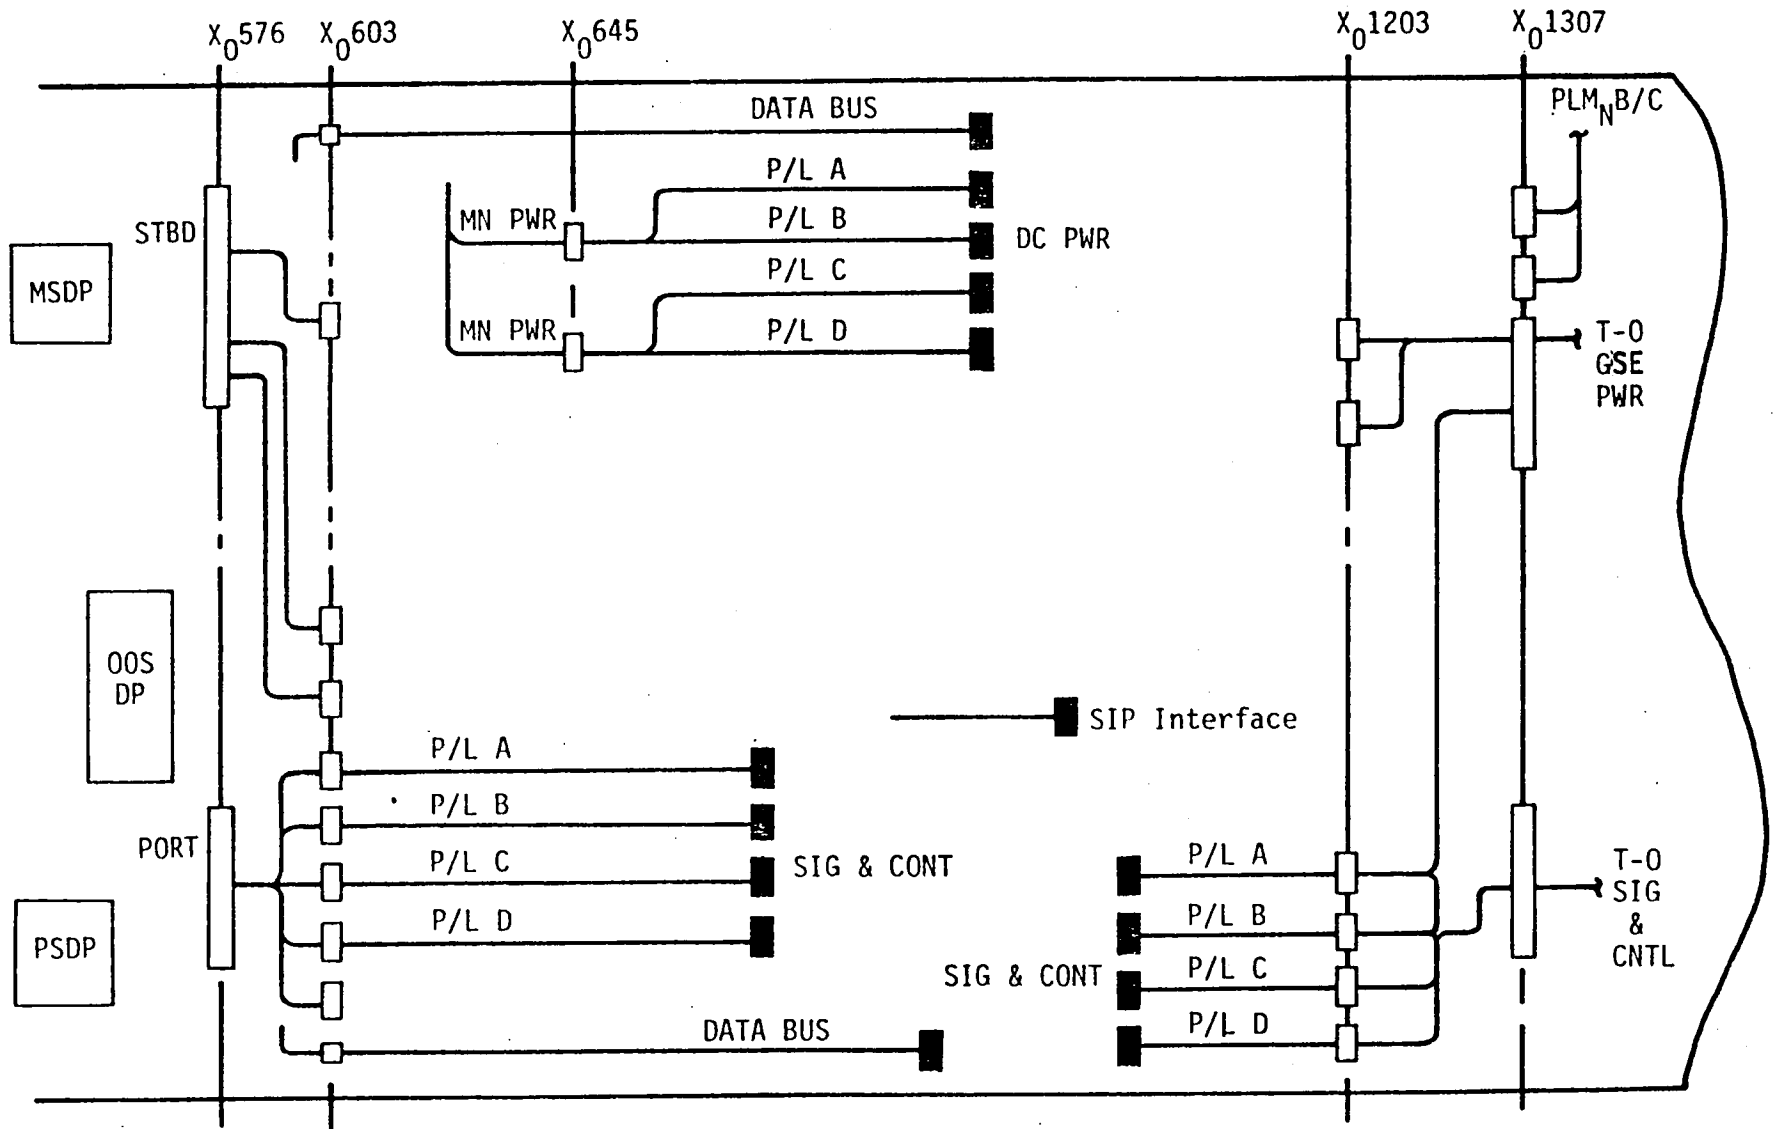 X₀576 X₀603 X₀645 X₀1203 X₀1307
PLM_N B/C
DATA BUS
P/L A
STBD
MN PWR
P/L B
DC PWR
MSDP
P/L C
MN PWR
P/L D
T-0
GSE
PWR
OOS
DP
SIP Interface
P/L A
P/L B
PORT
P/L C
SIG & CONT
P/L D
PSDP
DATA BUS
P/L A
P/L B
SIG & CONT
P/L C
P/L D
T-0
SIG
&
CNTL